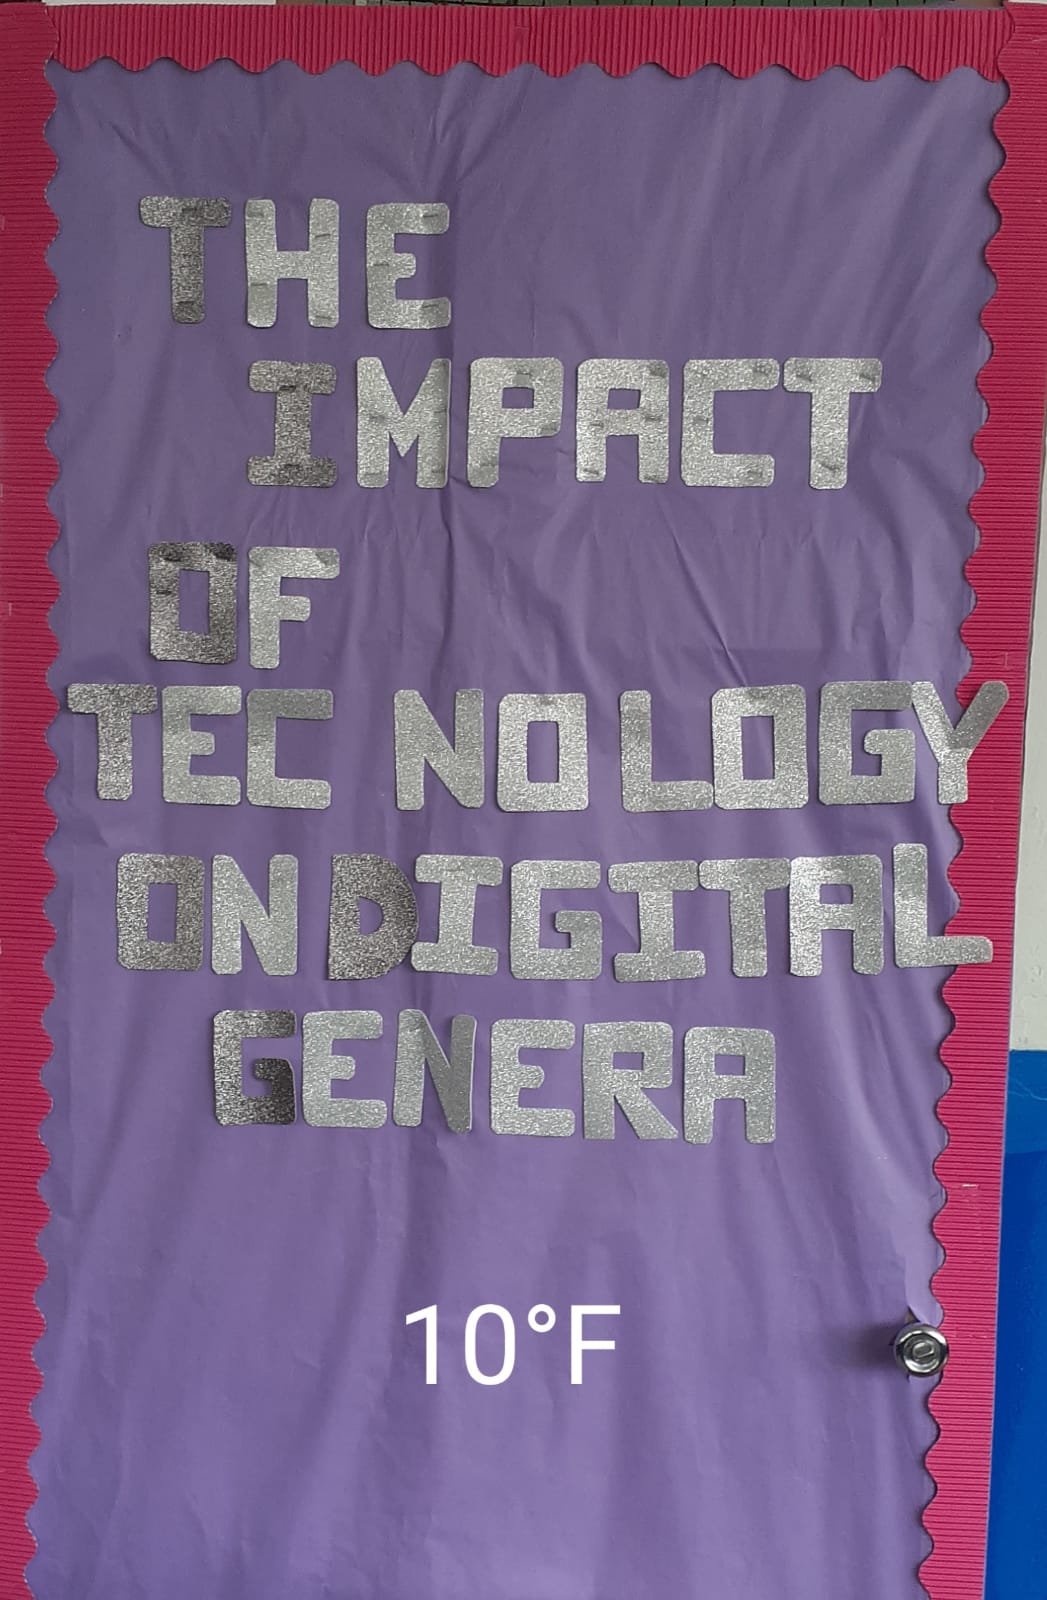 THE
IMPACT
OF
TEC NOLOGY
ON DIGITAL
GENERA
10°F